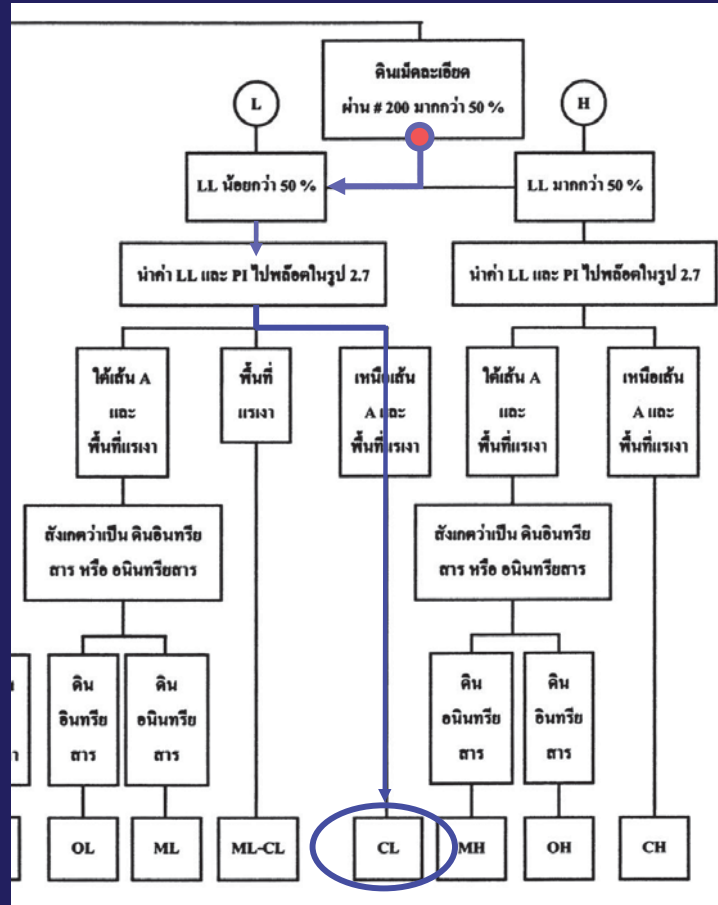 ดินเม็ดละเอียด
ผ่าน # 200 มากกว่า 50 %
L
H
LL น้อยกว่า 50 %
LL มากกว่า 50 %
นำค่า LL และ PI ไปพล๊อตในรูป 2.7
นำค่า LL และ PI ไปพล๊อตในรูป 2.7
ใต้เส้น A
และ
พื้นที่แรเงา
พื้นที่
แรเงา
เหนือเส้น
A และ
พื้นที่แรเงา
ใต้เส้น A
และ
พื้นที่แรเงา
เหนือเส้น
A และ
พื้นที่แรเงา
สังเกตว่าเป็น ดินอินทรีย
สาร หรือ อนินทรียสาร
สังเกตว่าเป็น ดินอินทรีย
สาร หรือ อนินทรียสาร
ดิน
อินทรีย
สาร
ดิน
อนินทรีย
สาร
ดิน
อนินทรีย
สาร
ดิน
อินทรีย
สาร
OL
ML
ML-CL
CL
MH
OH
CH